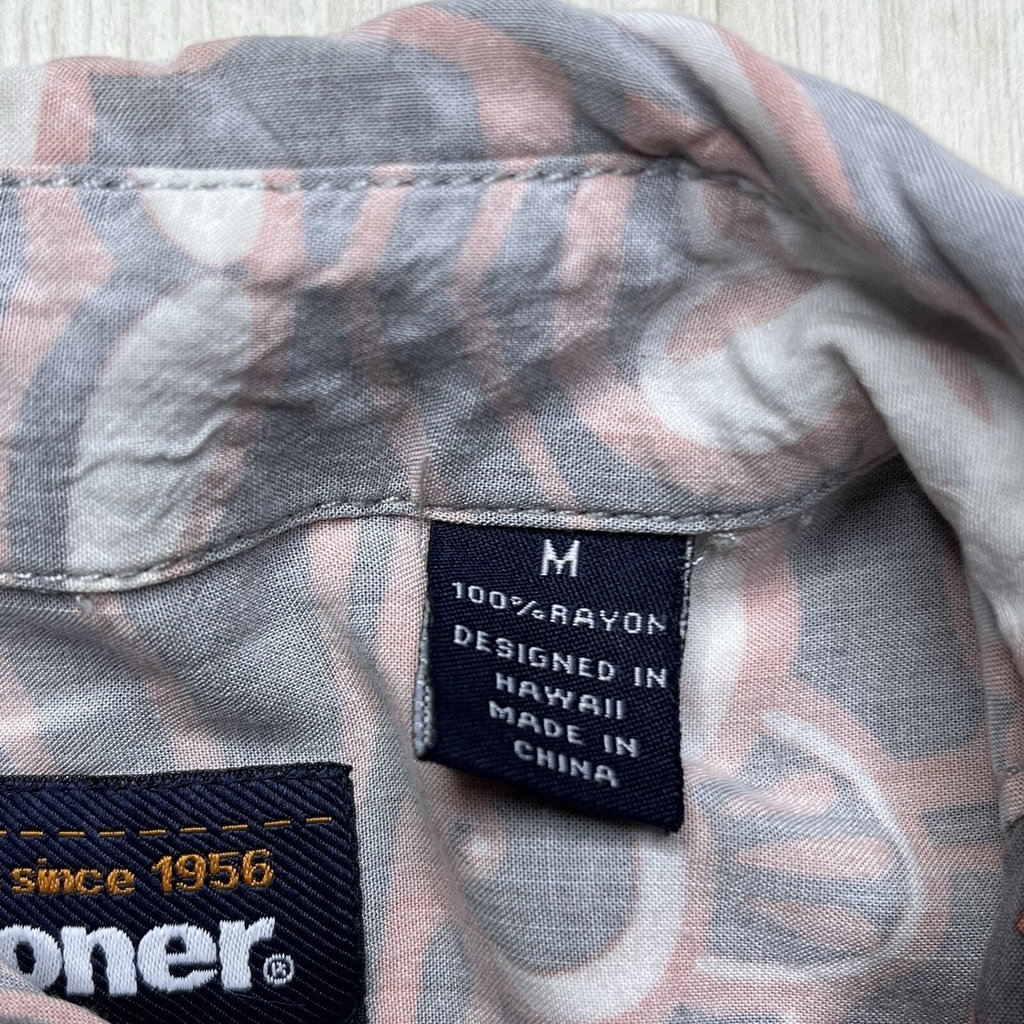 M
100%RAYON
DESIGNED IN
HAWAII
MADE IN
CHINA
since 1956
oner®